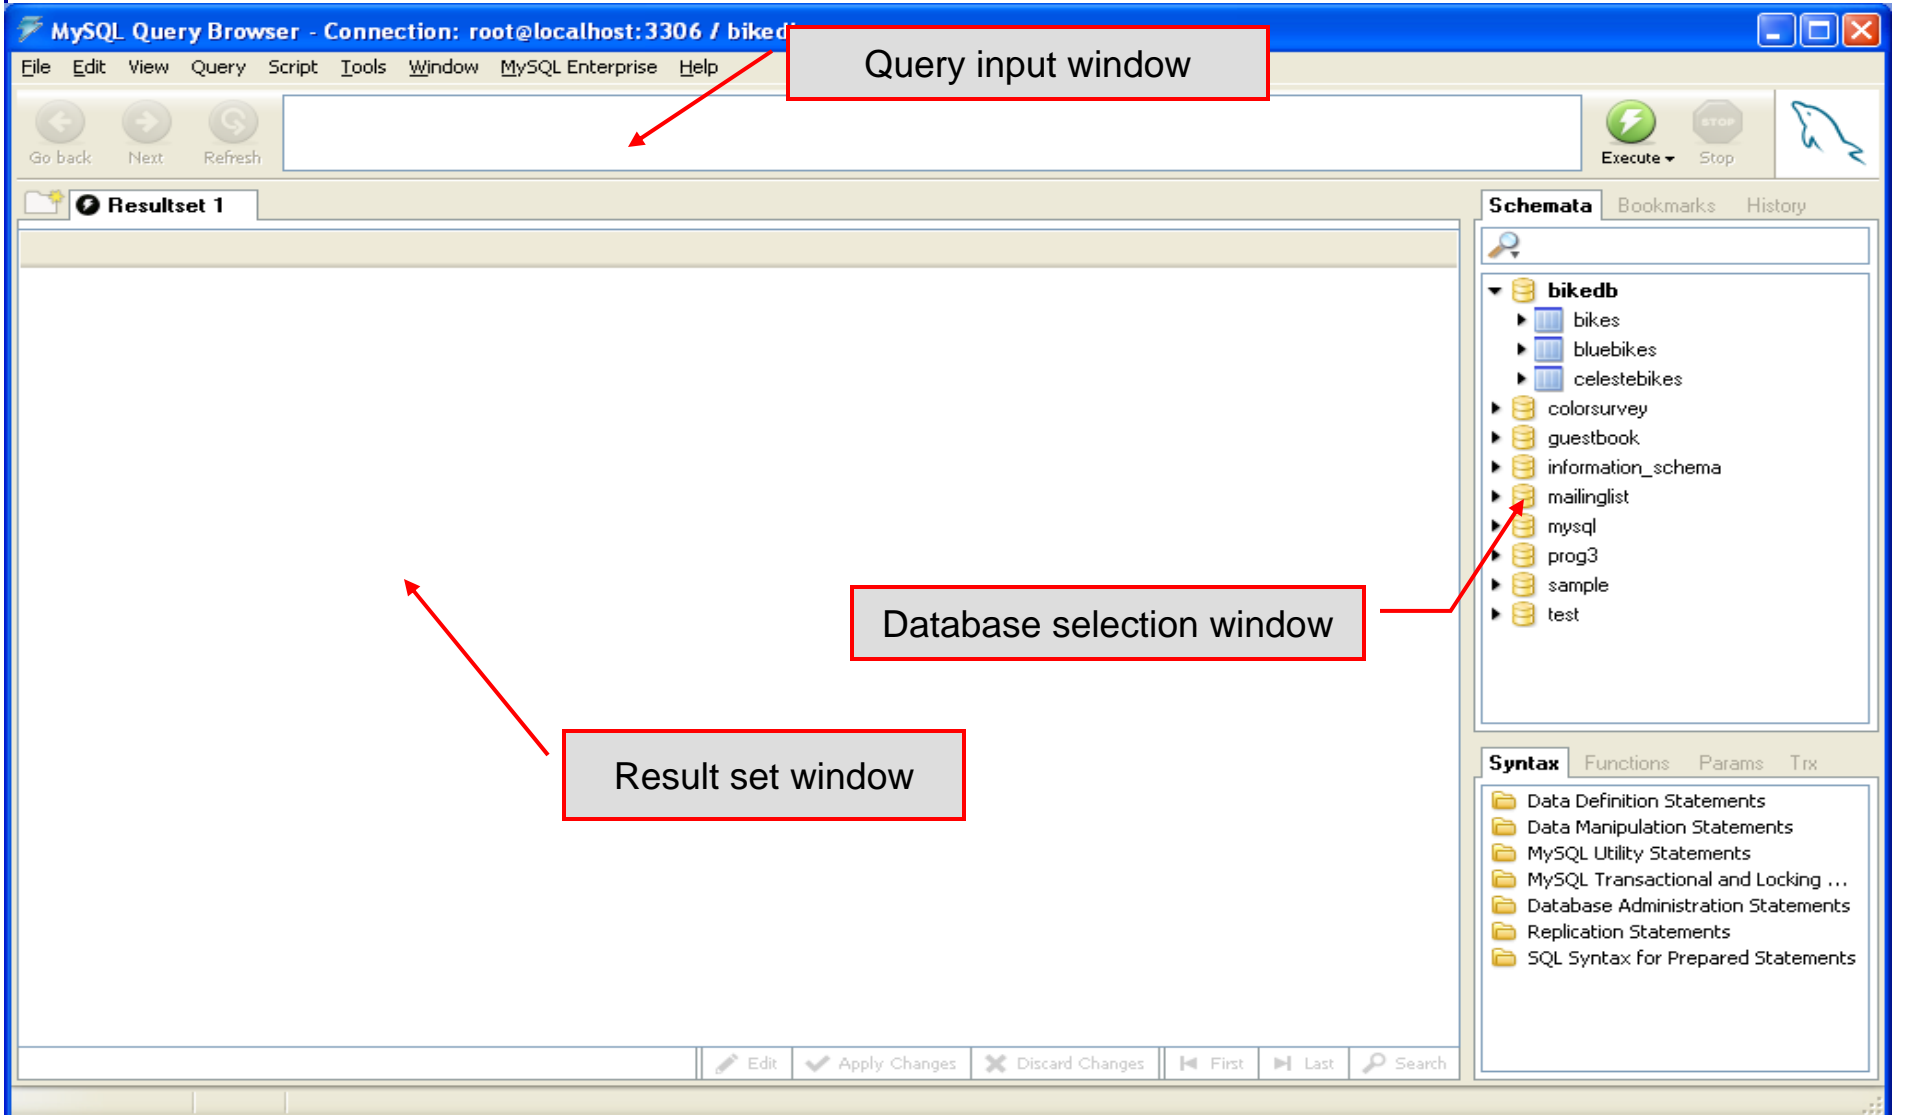 MySQL Query Browser - Connection: root@localhost:3306 /
Query input window
File Edit View Query Script Tools Window MySQL Enterprise Help
Go back Next Refresh
Execute STOP Stop
Resultset 1
Schemata Bookmarks History
bikedb
bikes
bluebikes
celestebikes
colorsurvey
guestbook
information_schema
mailinglist
mysql
prog3
sample
test
Database selection window
Result set window
Syntax Functions Params Trx
Data Definition Statements
Data Manipulation Statements
MySQL Utility Statements
MySQL Transactional and Locking ...
Database Administration Statements
Replication Statements
SQL Syntax for Prepared Statements
Edit Apply Changes Discard Changes First Last Search